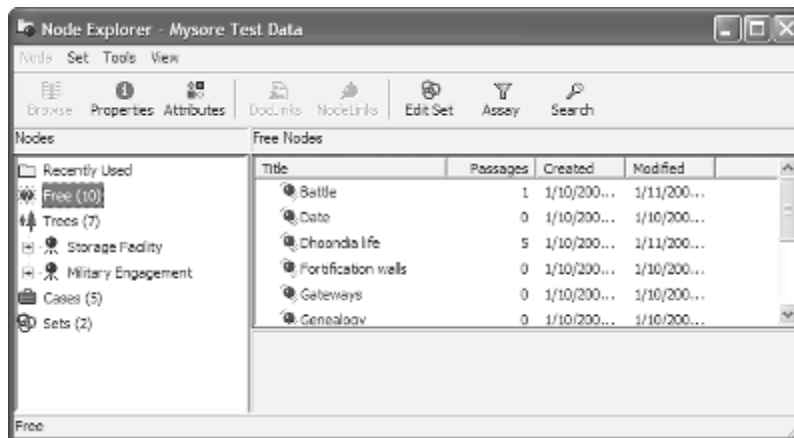 Node Explorer - Mysore Test Data
Node Set Tools View
Browse Properties Attributes DocLinks NodeLinks Edit Set Assay Search
Nodes Free Nodes
Recently Used
Free (10)
Trees (7)
Storage Facility
Military Engagement
Cases (5)
Sets (2)
Title Passages Created Modified
Battle 1 1/10/200... 1/11/200...
Date 0 1/10/200... 1/10/200...
Dhoondia life 5 1/10/200... 1/11/200...
Fortification walls 0 1/10/200... 1/10/200...
Gateways 0 1/10/200... 1/10/200...
Genealogy 0 1/10/200... 1/10/200...
Free